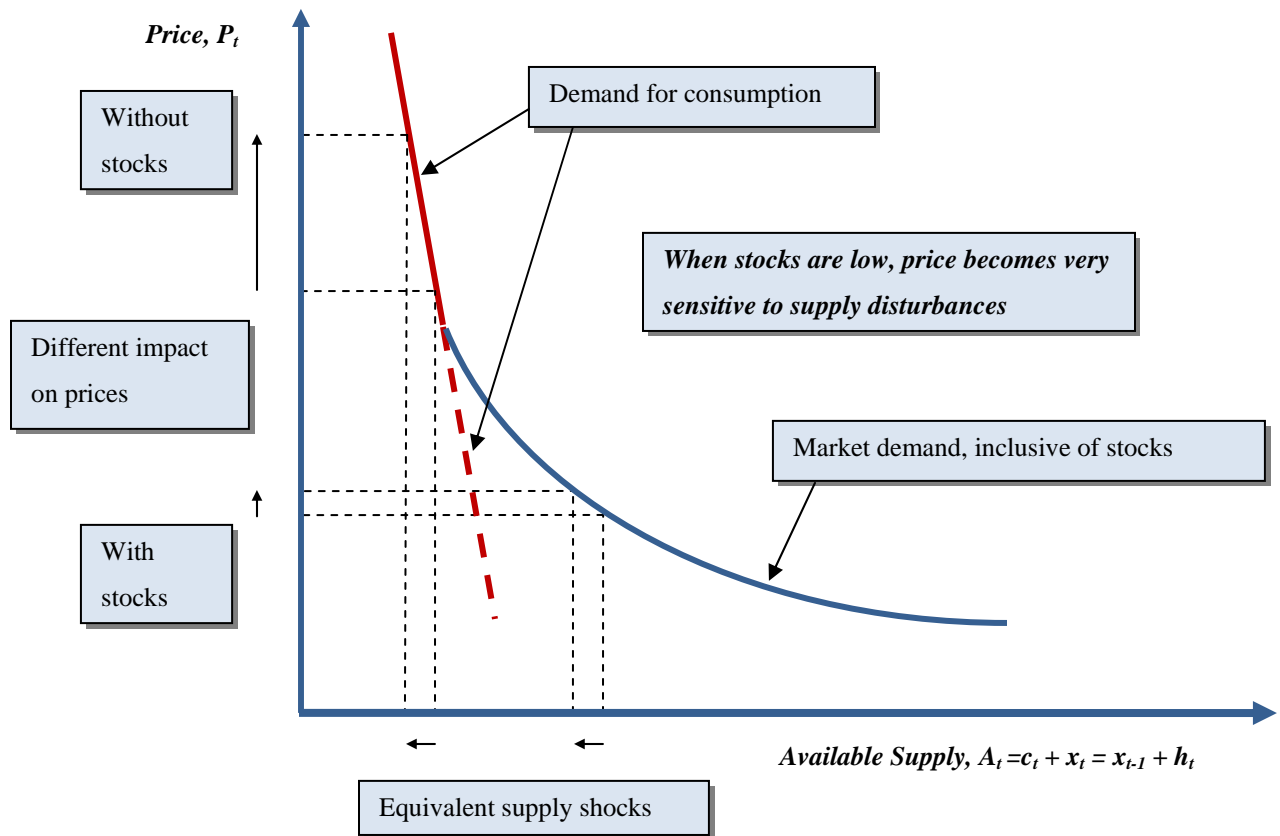 Price, Pt
Demand for consumption
Without
stocks
When stocks are low, price becomes very
sensitive to supply disturbances
Different impact
on prices
Market demand, inclusive of stocks
With
stocks
Available Supply, At =ct + xt = xt-1 + ht
Equivalent supply shocks